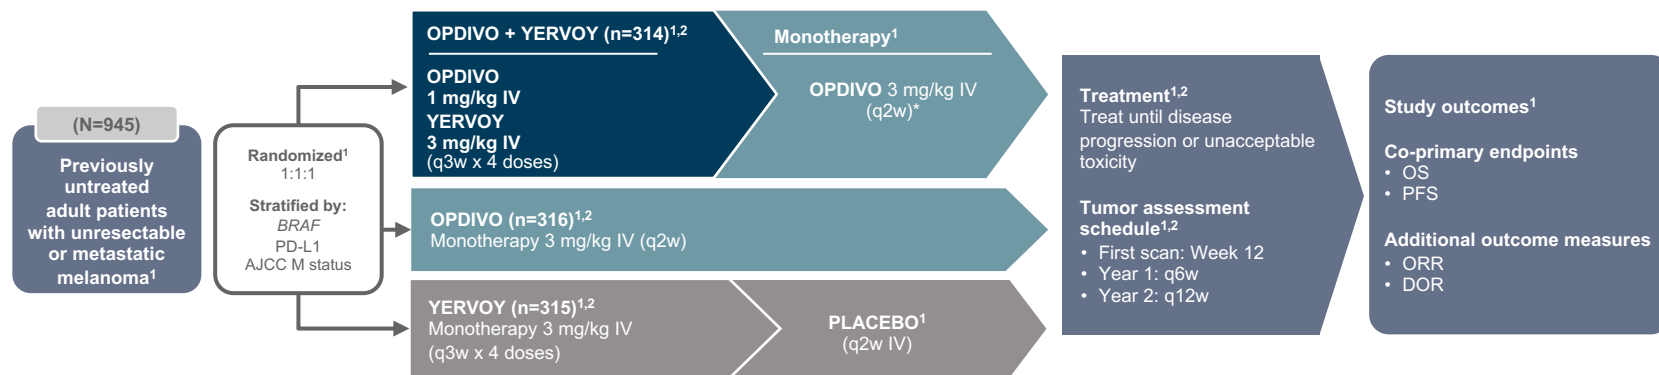 (N=945)
Previously
untreated
adult patients
with unresectable
or metastatic
melanoma¹
Randomized¹
1:1:1
Stratified by:
BRAF
PD-L1
AJCC M status
OPDIVO + YERVOY (n=314)¹,²
OPDIVO
1 mg/kg IV
YERVOY
3 mg/kg IV
(q3w x 4 doses)
Monotherapy¹
OPDIVO 3 mg/kg IV
(q2w)*
OPDIVO (n=316)¹,²
Monotherapy 3 mg/kg IV (q2w)
YERVOY (n=315)¹,²
Monotherapy 3 mg/kg IV
(q3w x 4 doses)
PLACEBO¹
(q2w IV)
Treatment¹,²
Treat until disease
progression or unacceptable
toxicity
Tumor assessment
schedule¹,²
• First scan: Week 12
• Year 1: q6w
• Year 2: q12w
Study outcomes¹
Co-primary endpoints
• OS
• PFS
Additional outcome measures
• ORR
• DOR